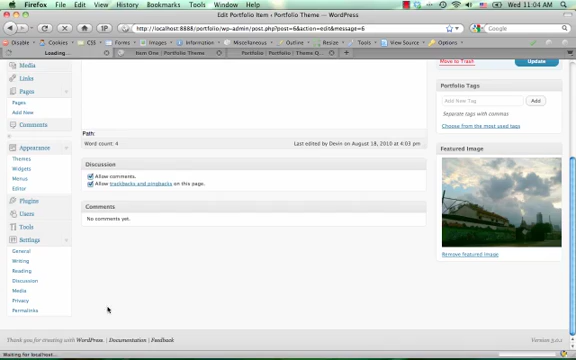 Firefox File Edit View History Bookmarks Tools Window Help Wed 11:04 AM
Edit Portfolio Item ‹ Portfolio Theme — WordPress
http://localhost:8888/portfolio/wp-admin/post.php?post=6&action=edit&message=6
Disable Cookies CSS Forms Images Information Miscellaneous Outline Resize Tools View Source Options
Loading... Item One | Portfolio Theme Portfolio | Portfolio Theme
Media
Links
Pages
Pages
Add New
Comments
Appearance
Themes
Widgets
Menus
Editor
Plugins
Users
Tools
Settings
General
Writing
Reading
Discussion
Media
Privacy
Permalinks
Path:
Word count: 4 Last edited by Devin on August 18, 2010 at 4:03 pm
Discussion
Allow comments.
Allow trackbacks and pingbacks on this page.
Comments
No comments yet.
Move to Trash Update
Portfolio Tags
Add New Tag Add
Separate tags with commas
Choose from the most used tags
Featured Image
Remove featured image
Thank you for creating with WordPress. | Documentation | Feedback
Waiting for localhost...